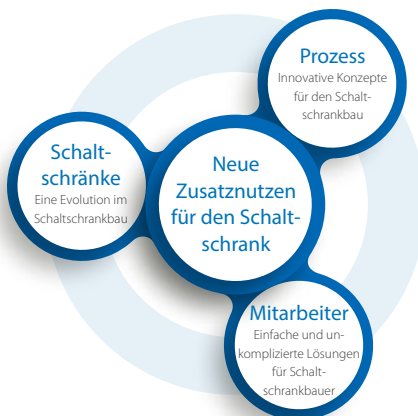 Prozess
Innovative Konzepte
für den Schalt-
schrankbau
Schalt-
schränke
Eine Evolution im
Schaltschrankbau
Neue
Zusatznutzen
für den Schalt-
schrank
Mitarbeiter
Einfache und un-
komplizierte Lösungen
für Schalt-
schrankbauer